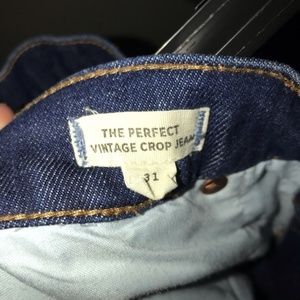 THE PERFECT
VINTAGE CROP JEAN
31